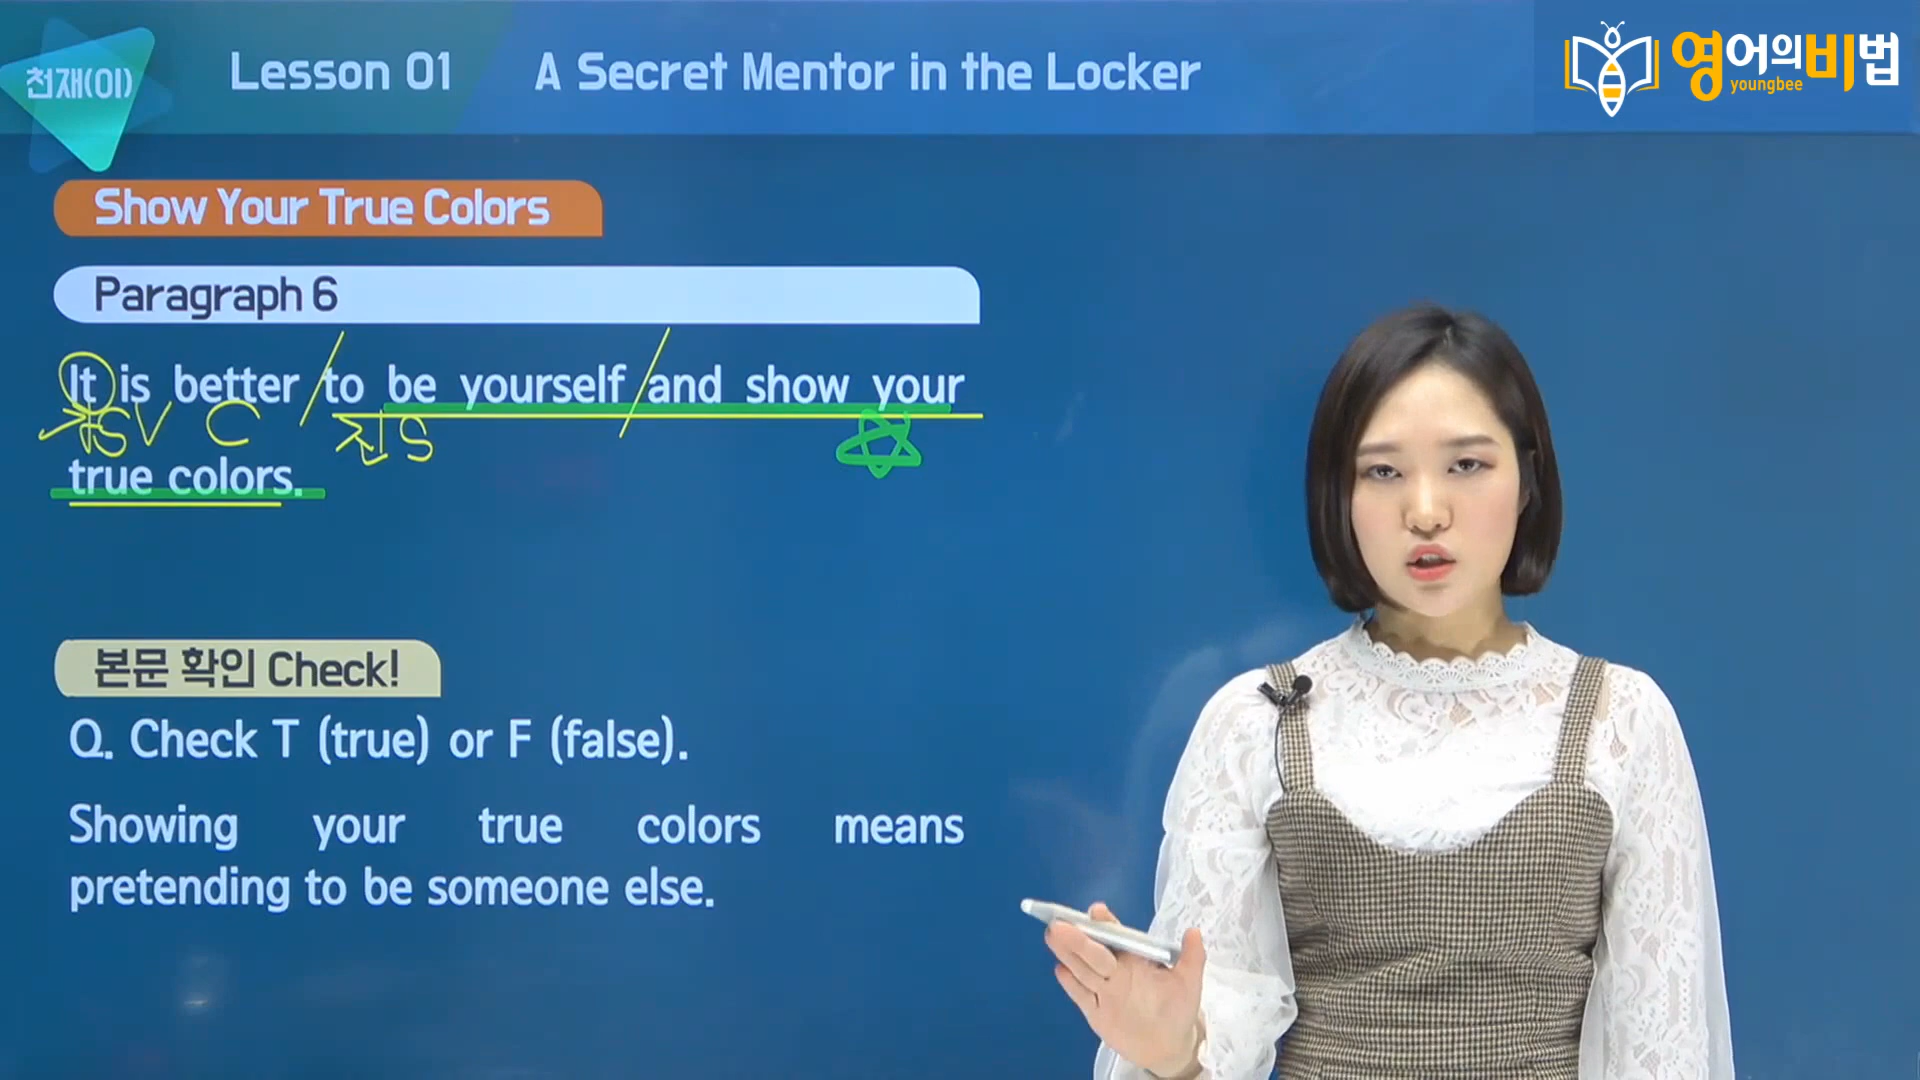 천재(이)
Lesson 01 A Secret Mentor in the Locker
영어의비법
youngbee
Show Your True Colors
Paragraph 6
It is better to be yourself and show your
가S V C 진S
true colors.
본문 확인 Check!
Q. Check T (true) or F (false).
Showing your true colors means
pretending to be someone else.